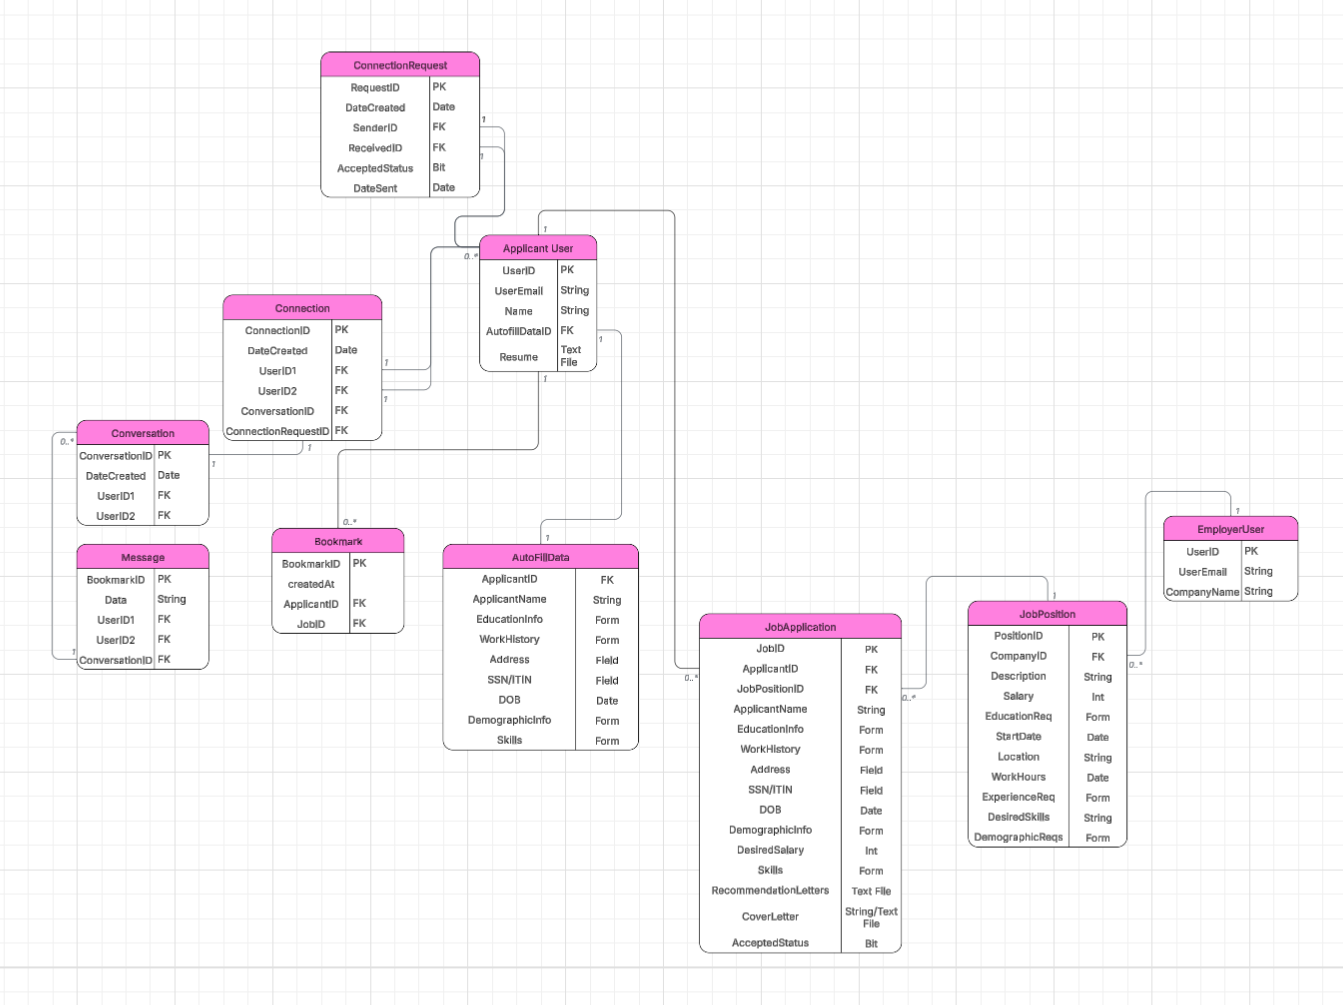 ConnectionRequest
RequestID PK
DateCreated Date
SenderID FK
ReceivedID FK
AcceptedStatus Bit
DateSent Date
1
1
Applicant User
UserID PK
UserEmail String
Name String
AutofillDataID FK
Resume Text
File
1
0..*
1
1
Connection
ConnectionID PK
DateCreated Date
UserID1 FK
UserID2 FK
ConversationID FK
ConnectionRequestID FK
1
1
1
Conversation
ConversationID PK
DateCreated Date
UserID1 FK
UserID2 FK
0..*
1
Message
BookmarkID PK
Data String
UserID1 FK
UserID2 FK
ConversationID FK
1
0..*
Bookmark
BookmarkID PK
createdAt
ApplicantID FK
JobID FK
1
AutoFillData
ApplicantID FK
ApplicantName String
EducationInfo Form
WorkHistory Form
Address Field
SSN/ITIN Field
DOB Date
DemographicInfo Form
Skills Form
JobApplication
JobID PK
ApplicantID FK
JobPositionID FK
ApplicantName String
EducationInfo Form
WorkHistory Form
Address Field
SSN/ITIN Field
DOB Date
DemographicInfo Form
DesiredSalary Int
Skills Form
RecommendationLetters Text File
CoverLetter String/Text
File
AcceptedStatus Bit
0..*
0..*
1
JobPosition
PositionID PK
CompanyID FK
Description String
Salary Int
EducationReq Form
StartDate Date
Location String
WorkHours Date
ExperienceReq Form
DesiredSkills String
DemographicReqs Form
0..*
1
EmployerUser
UserID PK
UserEmail String
CompanyName String